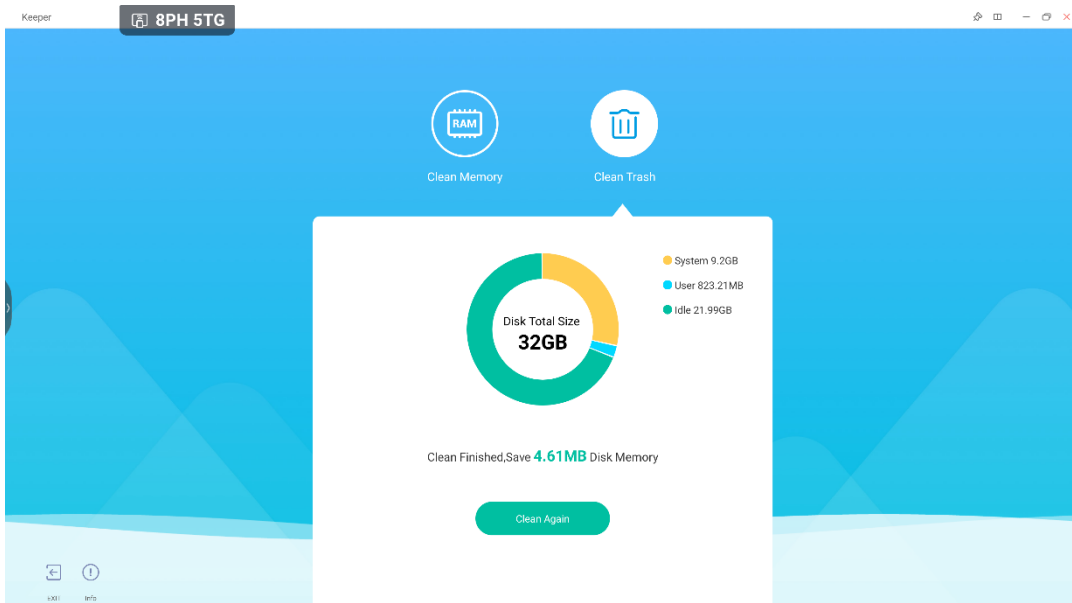 Keeper
8PH 5TG
RAM
Clean Memory
Clean Trash
System 9.2GB
User 823.21MB
Idle 21.99GB
Disk Total Size
32GB
Clean Finished,Save 4.61MB Disk Memory
Clean Again
EXIT Info